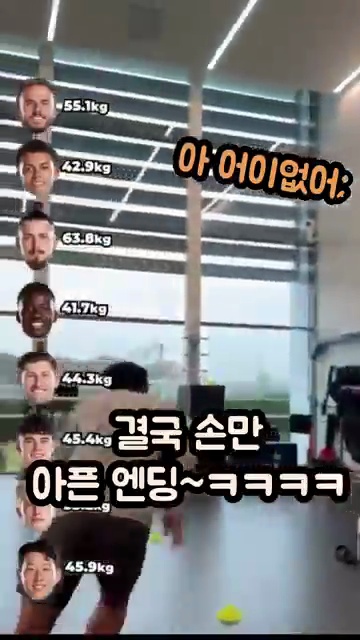 55.1kg
42.9kg
아 어이없어;
63.8kg
41.7kg
44.3kg
45.4kg
결국 손만
아픈 엔딩~ㅋㅋㅋㅋ
45.9kg